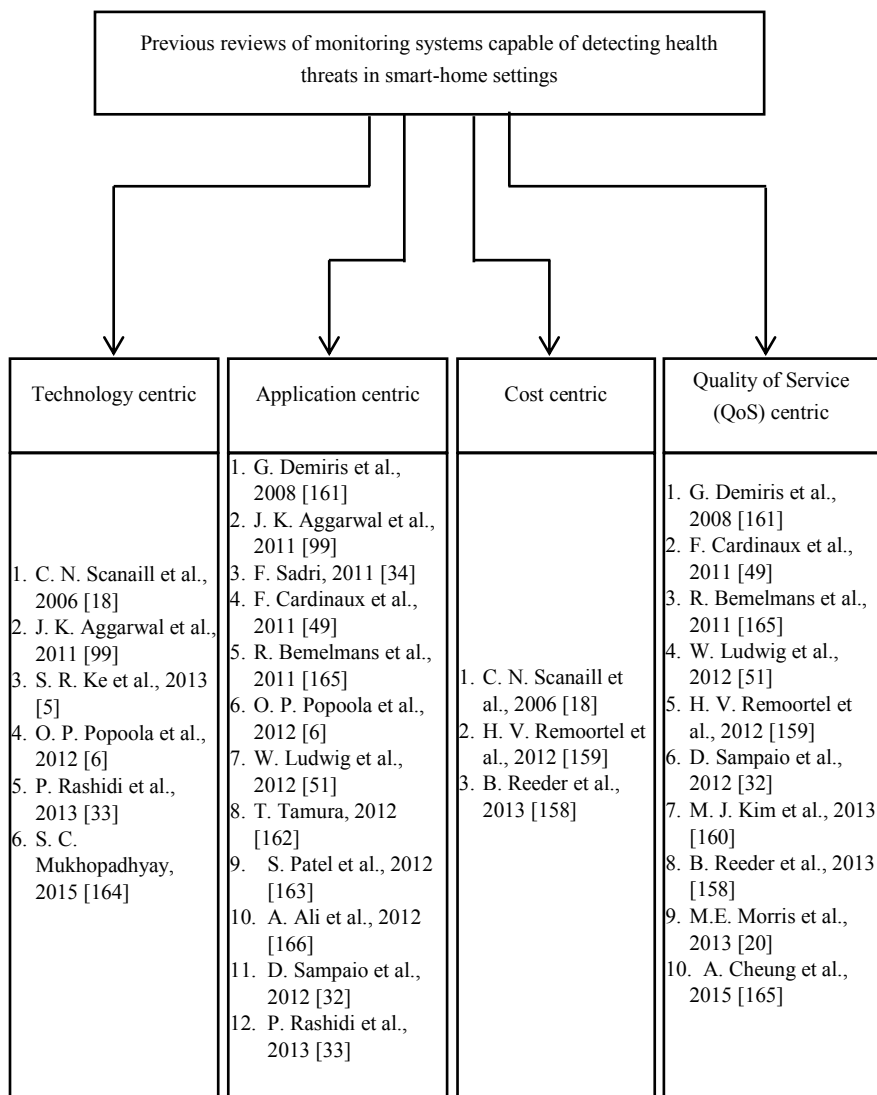 Previous reviews of monitoring systems capable of detecting health
threats in smart-home settings
Technology centric
1. C. N. Scanaill et al.,
2006 [18]
2. J. K. Aggarwal et al.,
2011 [99]
3. S. R. Ke et al., 2013
[5]
4. O. P. Popoola et al.,
2012 [6]
5. P. Rashidi et al.,
2013 [33]
6. S. C.
Mukhopadhyay,
2015 [164]
Application centric
1. G. Demiris et al.,
2008 [161]
2. J. K. Aggarwal et al.,
2011 [99]
3. F. Sadri, 2011 [34]
4. F. Cardinaux et al.,
2011 [49]
5. R. Bemelmans et al.,
2011 [165]
6. O. P. Popoola et al.,
2012 [6]
7. W. Ludwig et al.,
2012 [51]
8. T. Tamura, 2012
[162]
9. S. Patel et al., 2012
[163]
10. A. Ali et al., 2012
[166]
11. D. Sampaio et al.,
2012 [32]
12. P. Rashidi et al.,
2013 [33]
Cost centric
1. C. N. Scanaill et
al., 2006 [18]
2. H. V. Remoortel et
al., 2012 [159]
3. B. Reeder et al.,
2013 [158]
Quality of Service
(QoS) centric
1. G. Demiris et al.,
2008 [161]
2. F. Cardinaux et al.,
2011 [49]
3. R. Bemelmans et al.,
2011 [165]
4. W. Ludwig et al.,
2012 [51]
5. H. V. Remoortel et
al., 2012 [159]
6. D. Sampaio et al.,
2012 [32]
7. M. J. Kim et al., 2013
[160]
8. B. Reeder et al., 2013
[158]
9. M.E. Morris et al.,
2013 [20]
10. A. Cheung et al.,
2015 [165]